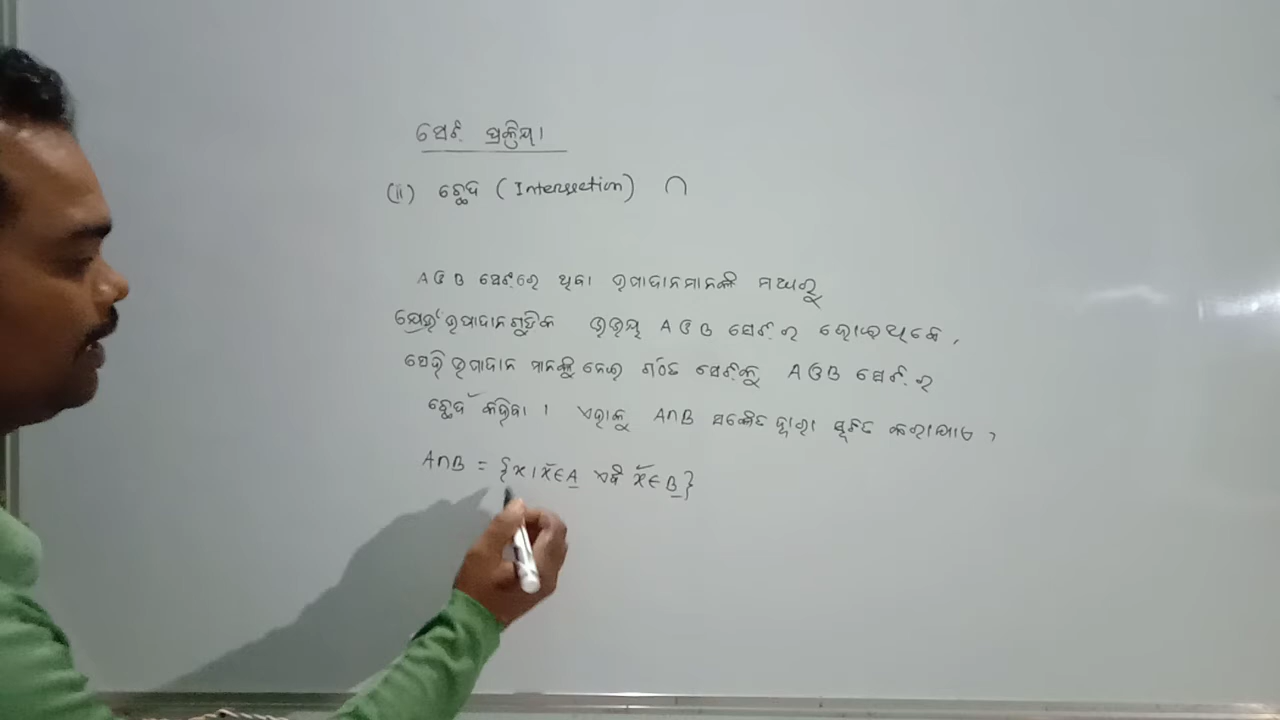 ସେଟ୍ ପ୍ରକ୍ରିୟା
(ii) ଛେଦ (Intersection) ∩
A ଓ B ସେଟ୍‌ରେ ଥିବା ଉପାଦାନମାନଙ୍କ ମଧ୍ୟରୁ
ଯେଉଁ ଉପାଦାନଗୁଡିକ ଉଭୟ A ଓ B ସେଟ୍‌ର ହୋଇଥିବେ,
ସେହି ଉପାଦାନ ମାନଙ୍କୁ ନେଇ ଗଠିତ ସେଟ୍‌କୁ A ଓ B ସେଟ୍‌ର
ଛେଦ କହିବା । ଏହାକୁ A∩B ସଙ୍କେତ ଦ୍ୱାରା ସୂଚିତ କରାଯାଏ,
A∩B = {x | x ∈ A ଏବଂ x ∈ B}